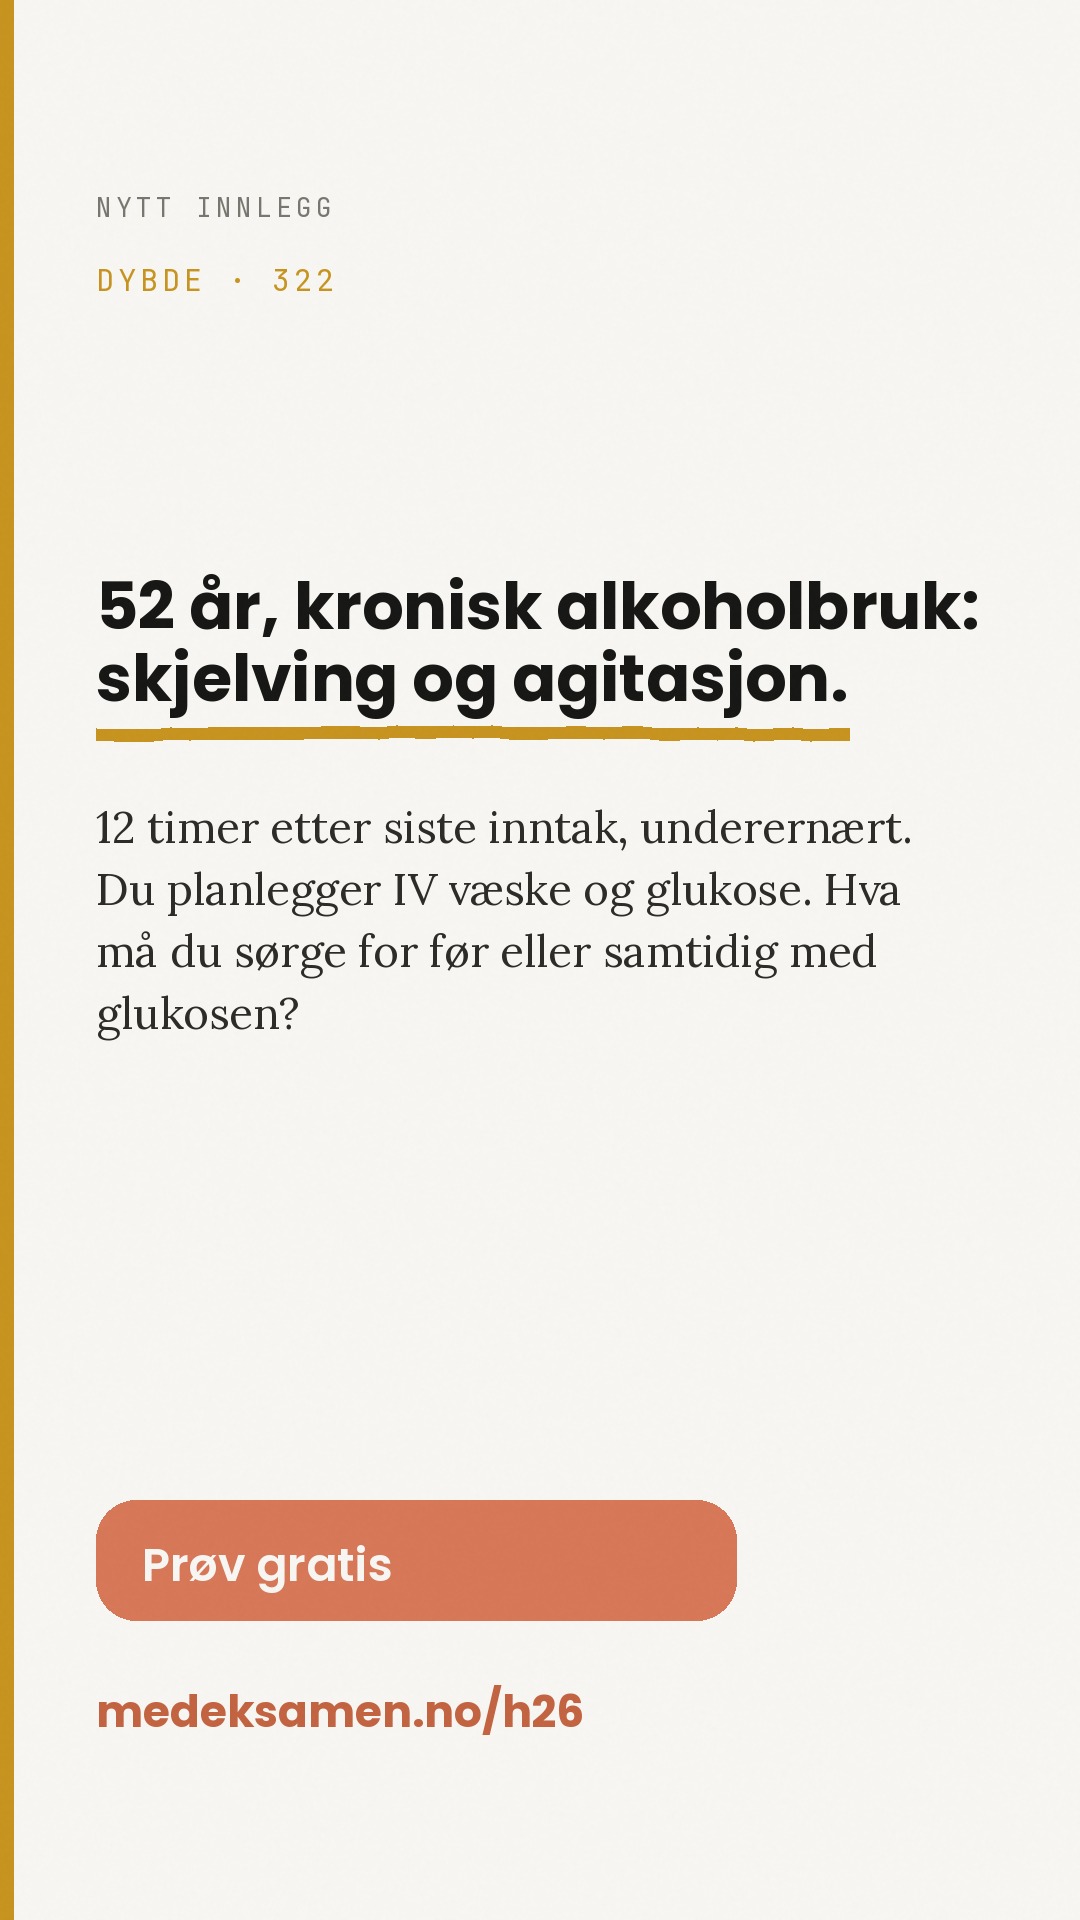 NYTT INNLEGG
DYBDE · 322
52 år, kronisk alkoholbruk:
skjelving og agitasjon.
12 timer etter siste inntak, underernært.
Du planlegger IV væske og glukose. Hva
må du sørge for før eller samtidig med
glukosen?
Prøv gratis
medeksamen.no/h26